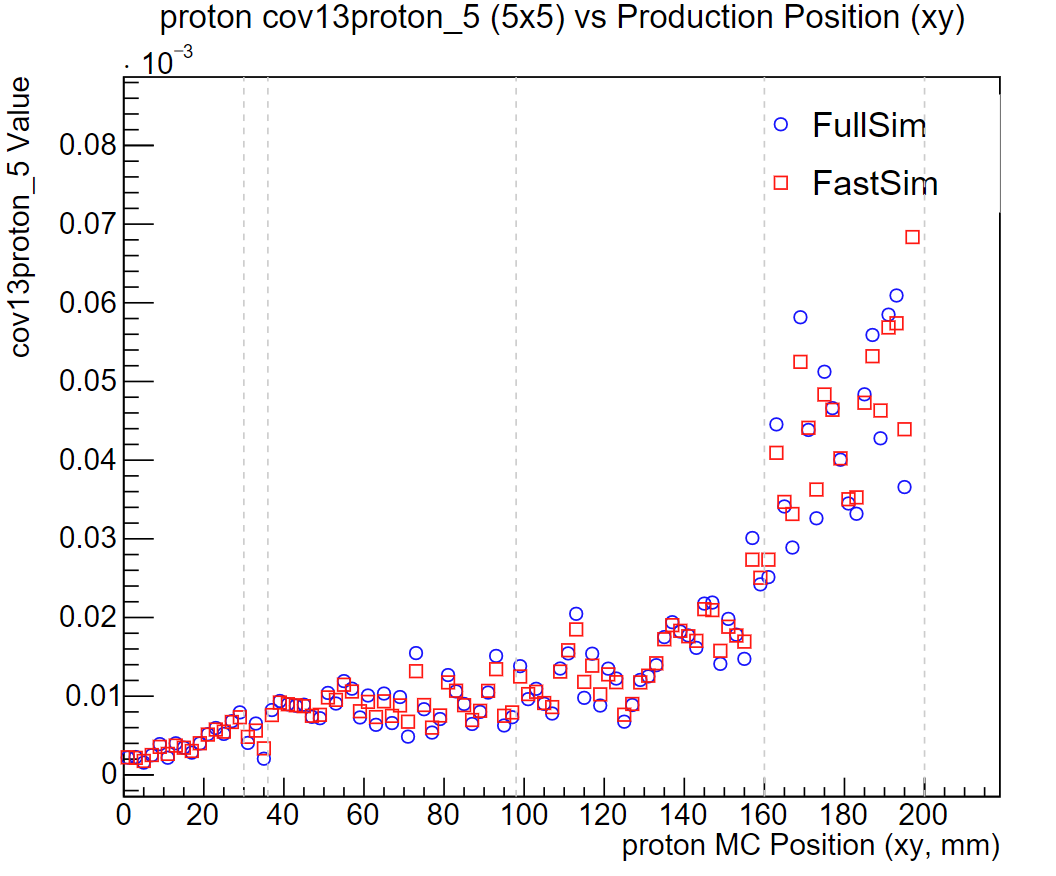 proton cov13proton_5 (5x5) vs Production Position (xy)
· 10⁻³
cov13proton_5 Value
0.08
0.07
0.06
0.05
0.04
0.03
0.02
0.01
0
FullSim
FastSim
0 20 40 60 80 100 120 140 160 180 200
proton MC Position (xy, mm)